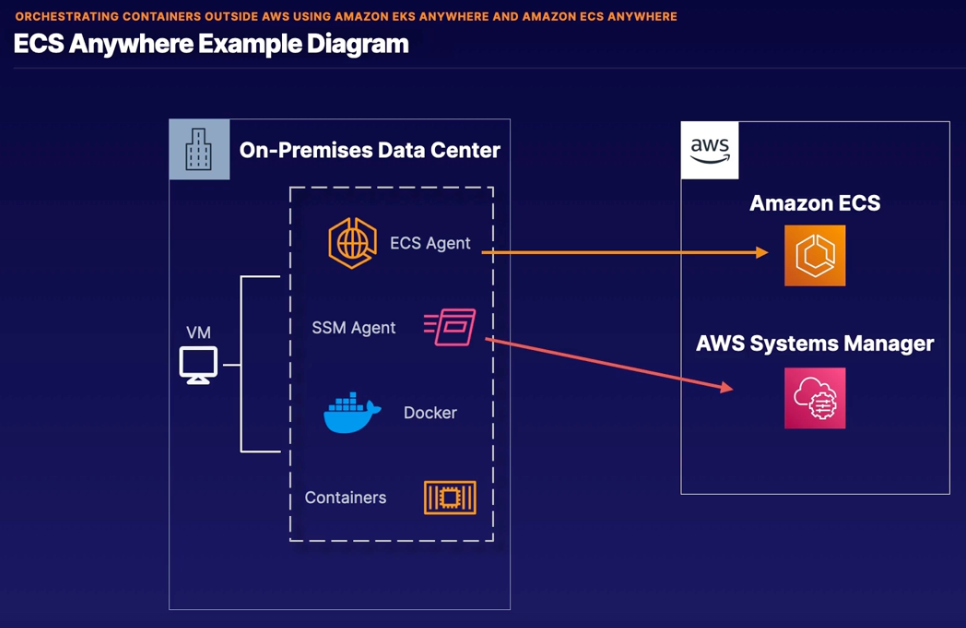 ORCHESTRATING CONTAINERS OUTSIDE AWS USING AMAZON EKS ANYWHERE AND AMAZON ECS ANYWHERE
ECS Anywhere Example Diagram
On-Premises Data Center
ECS Agent
SSM Agent
VM
Docker
Containers
aws
Amazon ECS
AWS Systems Manager